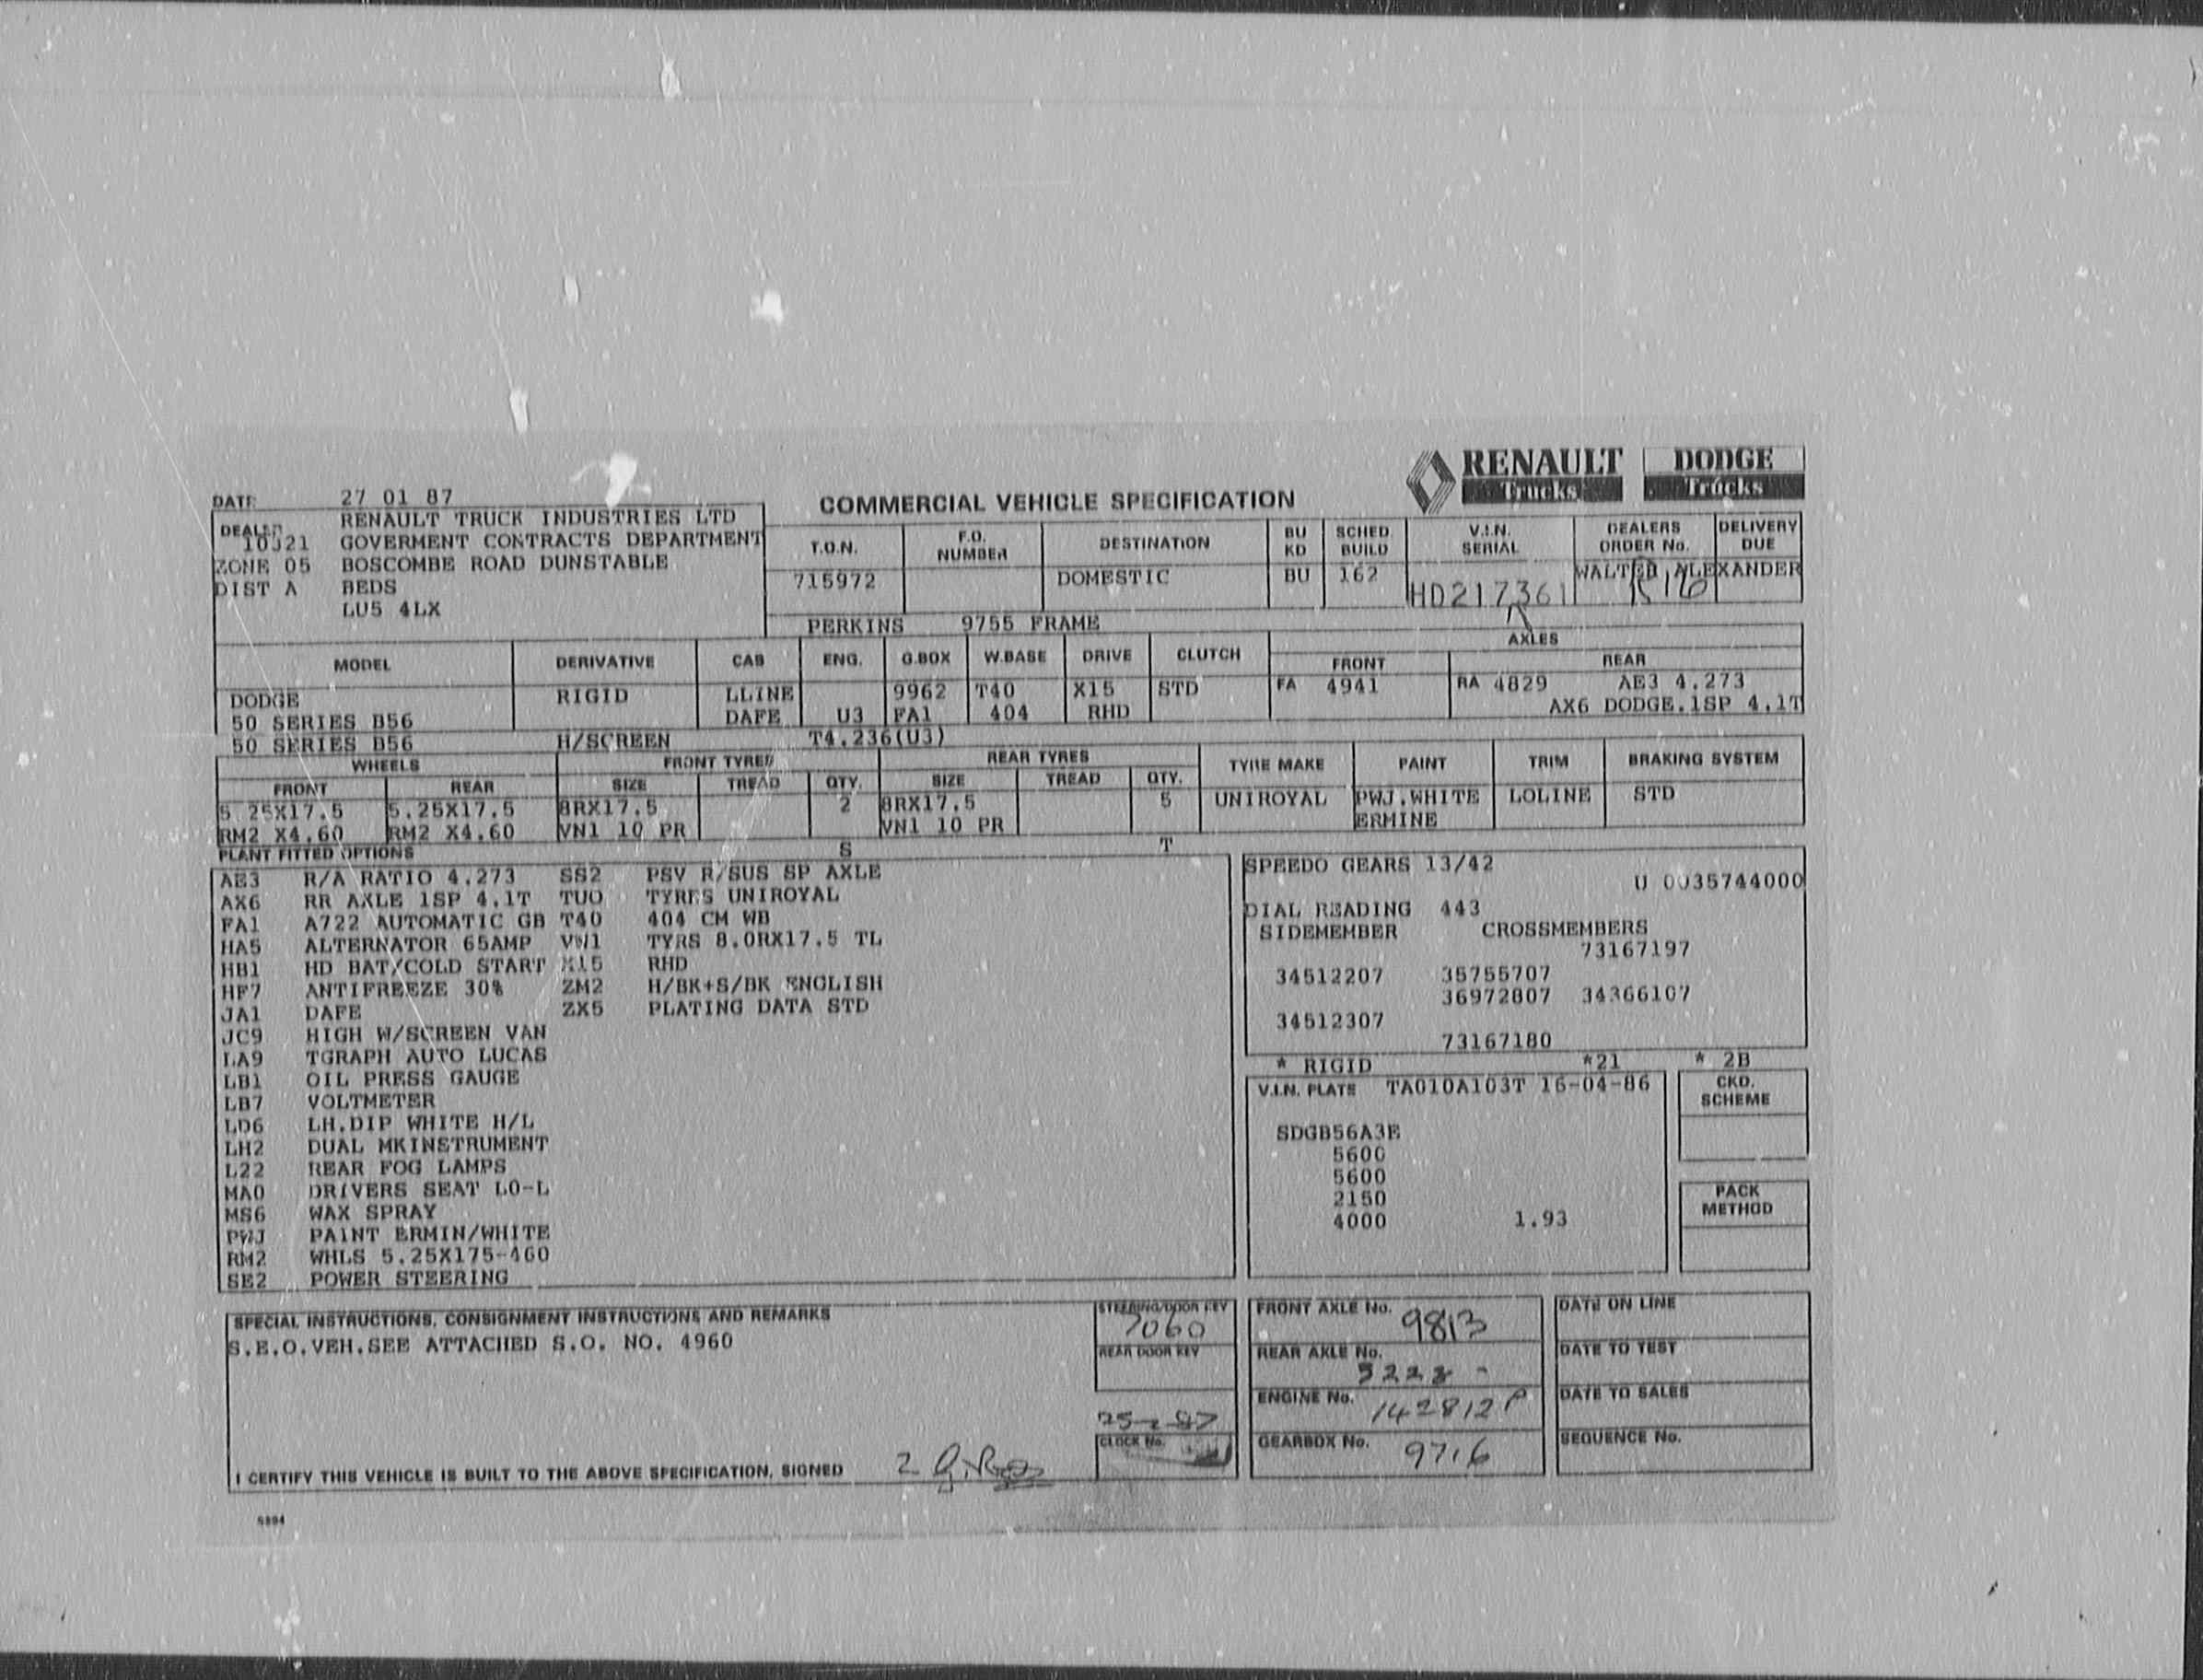 RENAULT DODGE
Trucks Trucks
DATE 27 01 87
COMMERCIAL VEHICLE SPECIFICATION
DEALER RENAULT TRUCK INDUSTRIES LTD
GOVERMENT CONTRACTS DEPARTMENT
ZONE 05 BOSCOMBE ROAD DUNSTABLE
DIST A BEDS
LU5 4LX
T.O.N. F.O. NUMBER DESTINATION BU KD SCHED BUILD V.I.N. SERIAL DEALERS ORDER No. DELIVERY DUE
715972 DOMESTIC BU 162 HD217361 WALTER ALEXANDER
PERKINS 9755 FRAME
MODEL DERIVATIVE CAB ENG. G.BOX W.BASE DRIVE CLUTCH AXLES
FRONT REAR
DODGE RIGID LLINE 9962 T40 X15 STD FA 4941 RA 4829 AE3 4.273
50 SERIES B56 DAFE U3 FA1 404 RHD AX6 DODGE.1SP 4.1T
50 SERIES B56 H/SCREEN T4.236(U3)
WHEELS FRONT TYRES REAR TYRES TYRE MAKE PAINT TRIM BRAKING SYSTEM
FRONT REAR SIZE TREAD QTY. SIZE TREAD QTY.
5.25X17.5 5.25X17.5 8RX17.5 2 8RX17.5 5 UNIROYAL PWJ.WHITE LOLINE STD
RM2 X4.60 RM2 X4.60 VN1 10 PR VN1 10 PR ERMINE
PLANT FITTED OPTIONS S T
AE3 R/A RATIO 4.273 SS2 PSV R/SUS SP AXLE
AX6 RR AXLE 1SP 4.1T TUO TYRES UNIROYAL
FA1 A722 AUTOMATIC GB T40 404 CM WB
HA5 ALTERNATOR 65AMP TYRS 8.0RX17.5 TL
HB1 HD BAT/COLD START X15 RHD
HF7 ANTIFREEZE 30% ZM2 H/BK+S/BK ENGLISH
JA1 DAFE ZX5 PLATING DATA STD
JC9 HIGH W/SCREEN VAN
LA9 TGRAPH AUTO LUCAS
LB1 OIL PRESS GAUGE
LB7 VOLTMETER
LD6 LH.DIP WHITE H/L
LH2 DUAL MKINSTRUMENT
L22 REAR FOG LAMPS
MA0 DRIVERS SEAT LO-L
MS6 WAX SPRAY
PWJ PAINT ERMIN/WHITE
RM2 WHLS 5.25X175-460
SE2 POWER STEERING
SPEEDO GEARS 13/42
U 0035744000
DIAL READING 443
SIDEMEMBER CROSSMEMBERS
73167197
34512207 35755707
36972807 34366107
34512307
73167180
* RIGID *21 * 2B
V.I.N. PLATE TA010A103T 16-04-86
CKD. SCHEME
SDGB56A3E
5600
5600
2150
4000 1.93
PACK METHOD
SPECIAL INSTRUCTIONS, CONSIGNMENT INSTRUCTIONS AND REMARKS
S.E.O.VEH.SEE ATTACHED S.O. NO. 4960
STEERING/DOOR KEY
7060
REAR DOOR KEY
CLOCK No.
FRONT AXLE No. 9813
REAR AXLE No.
ENGINE No. 142812P
GEARBOX No. 9716
DATE ON LINE
DATE TO TEST
DATE TO SALES
SEQUENCE No.
I CERTIFY THIS VEHICLE IS BUILT TO THE ABOVE SPECIFICATION, SIGNED